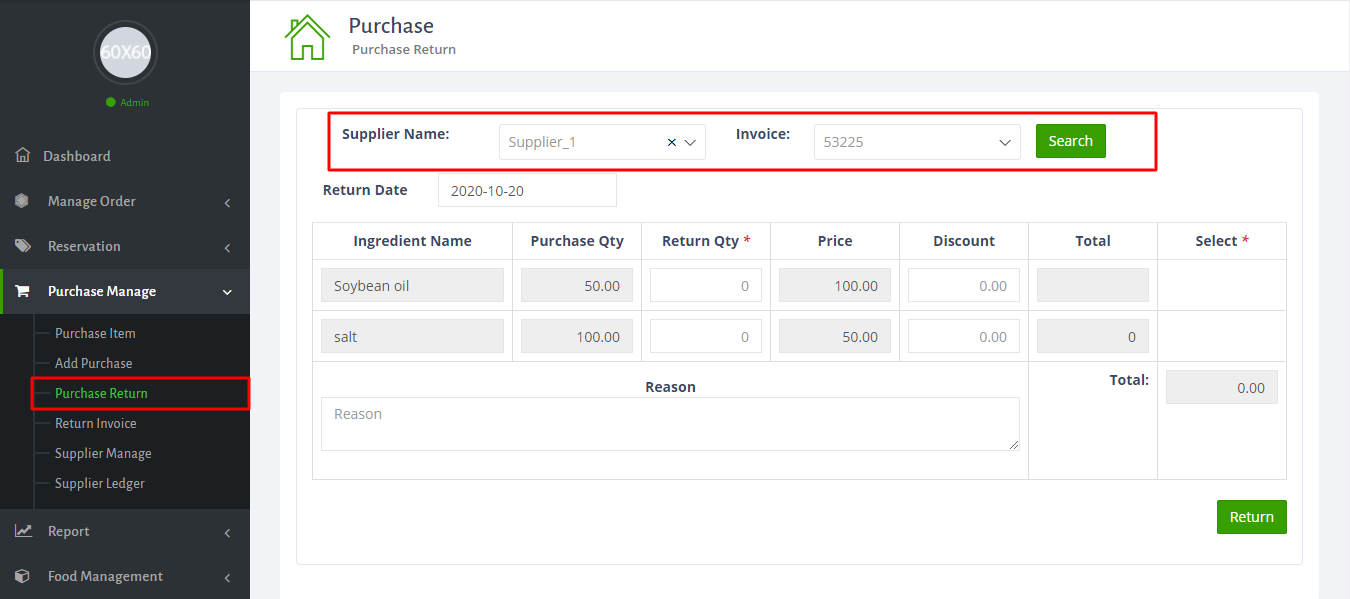 60X60
Admin
Dashboard
Manage Order
Reservation
Purchase Manage
Purchase Item
Add Purchase
Purchase Return
Return Invoice
Supplier Manage
Supplier Ledger
Report
Food Management
Purchase
Purchase Return
Supplier Name: Supplier_1 × Invoice: 53225 Search
Return Date 2020-10-20
Ingredient Name Purchase Qty Return Qty * Price Discount Total Select *
Soybean oil 50.00 0 100.00 0.00
salt 100.00 0 50.00 0.00 0
Reason Total: 0.00
Reason
Return